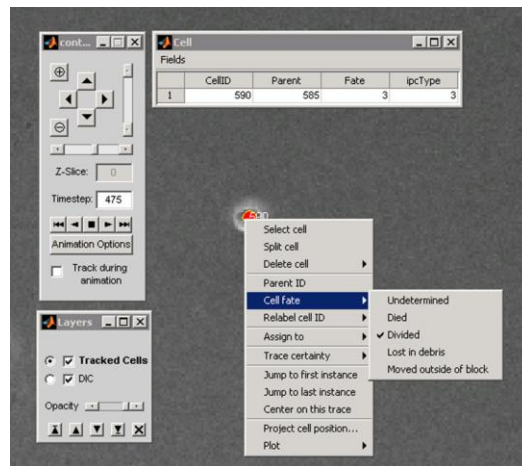 cont...
Z-Slice: 0
Timestep: 475
Animation Options
Track during
animation
Cell
Fields
CellID Parent Fate ipcType
1 590 585 3 3
590
Select cell
Split cell
Delete cell
Parent ID
Cell fate
Relabel cell ID
Assign to
Trace certainty
Jump to first instance
Jump to last instance
Center on this trace
Project cell position...
Plot
Undetermined
Died
Divided
Lost in debris
Moved outside of block
Layers
Tracked Cells
DIC
Opacity